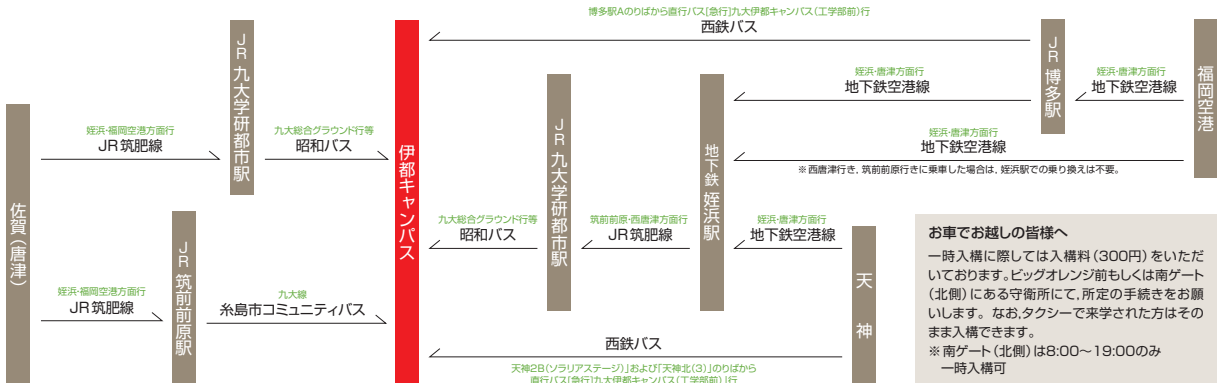 博多駅Aのりばから直行バス[急行]九大伊都キャンパス(工学部前)行
西鉄バス
JR 九大学研都市駅
伊都キャンパス
JR 博多駅
福岡空港
姪浜・唐津方面行
地下鉄空港線
姪浜・唐津方面行
地下鉄空港線
姪浜・福岡空港方面行
JR筑肥線
九大総合グラウンド行等
昭和バス
姪浜・唐津方面行
地下鉄空港線
※西唐津行き、筑前前原行きに乗車した場合は、姪浜駅での乗り換えは不要。
佐賀(唐津)
JR 九大学研都市駅
地下鉄 姪浜駅
九大総合グラウンド行等
昭和バス
筑前前原・西唐津方面行
JR筑肥線
姪浜・唐津方面行
地下鉄空港線
天神
JR 筑前前原駅
姪浜・福岡空港方面行
JR筑肥線
九大線
糸島市コミュニティバス
西鉄バス
天神2B(ソラリアステージ)」および「天神北(3)」のりばから
直行バス[急行]九大伊都キャンパス(工学部前)」行
お車でお越しの皆様へ
一時入構に際しては入構料(300円)をいただ
いております。ビッグオレンジ前もしくは南ゲート
(北側)にある守衛所にて、所定の手続きをお願
いします。なお、タクシーで来学された方はその
まま入構できます。
※南ゲート(北側)は8:00〜19:00のみ
一時入構可